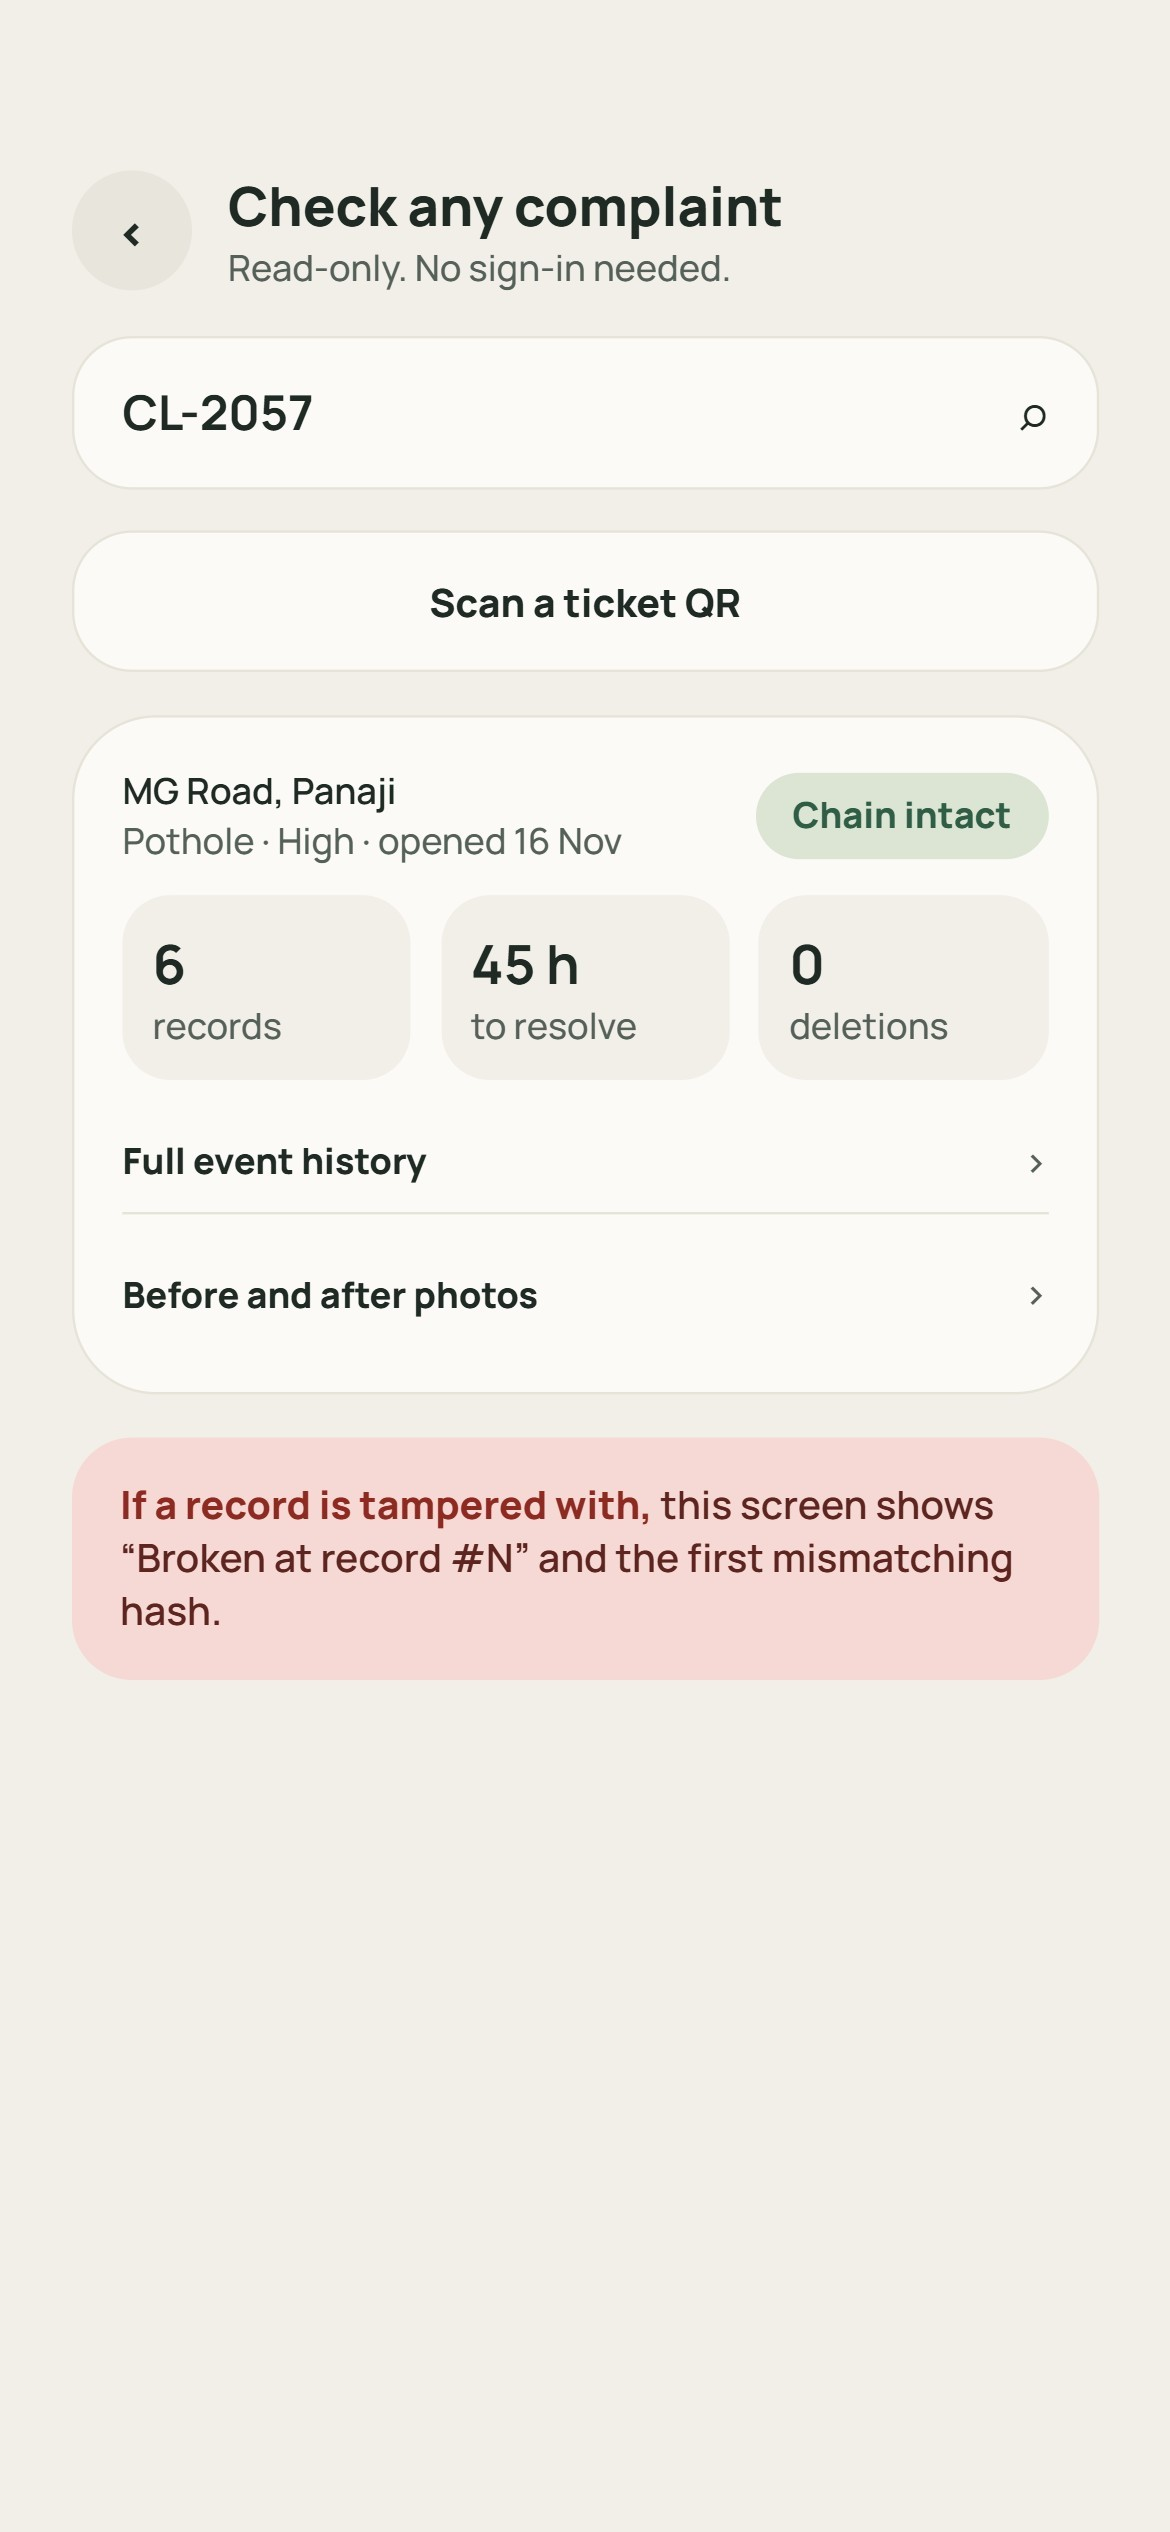 Check any complaint
Read-only. No sign-in needed.
CL-2057
Scan a ticket QR
MG Road, Panaji
Pothole · High · opened 16 Nov
Chain intact
6
records
45 h
to resolve
0
deletions
Full event history
Before and after photos
If a record is tampered with, this screen shows
“Broken at record #N” and the first mismatching
hash.